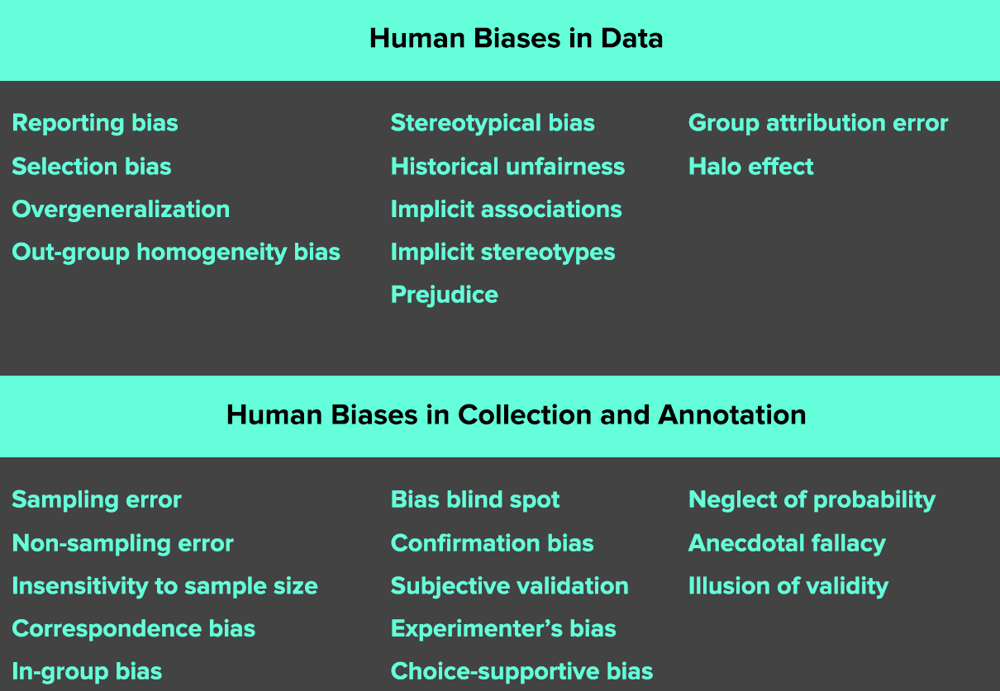 Human Biases in Data
Reporting bias
Selection bias
Overgeneralization
Out-group homogeneity bias
Stereotypical bias
Historical unfairness
Implicit associations
Implicit stereotypes
Prejudice
Group attribution error
Halo effect
Human Biases in Collection and Annotation
Sampling error
Non-sampling error
Insensitivity to sample size
Correspondence bias
In-group bias
Bias blind spot
Confirmation bias
Subjective validation
Experimenter’s bias
Choice-supportive bias
Neglect of probability
Anecdotal fallacy
Illusion of validity